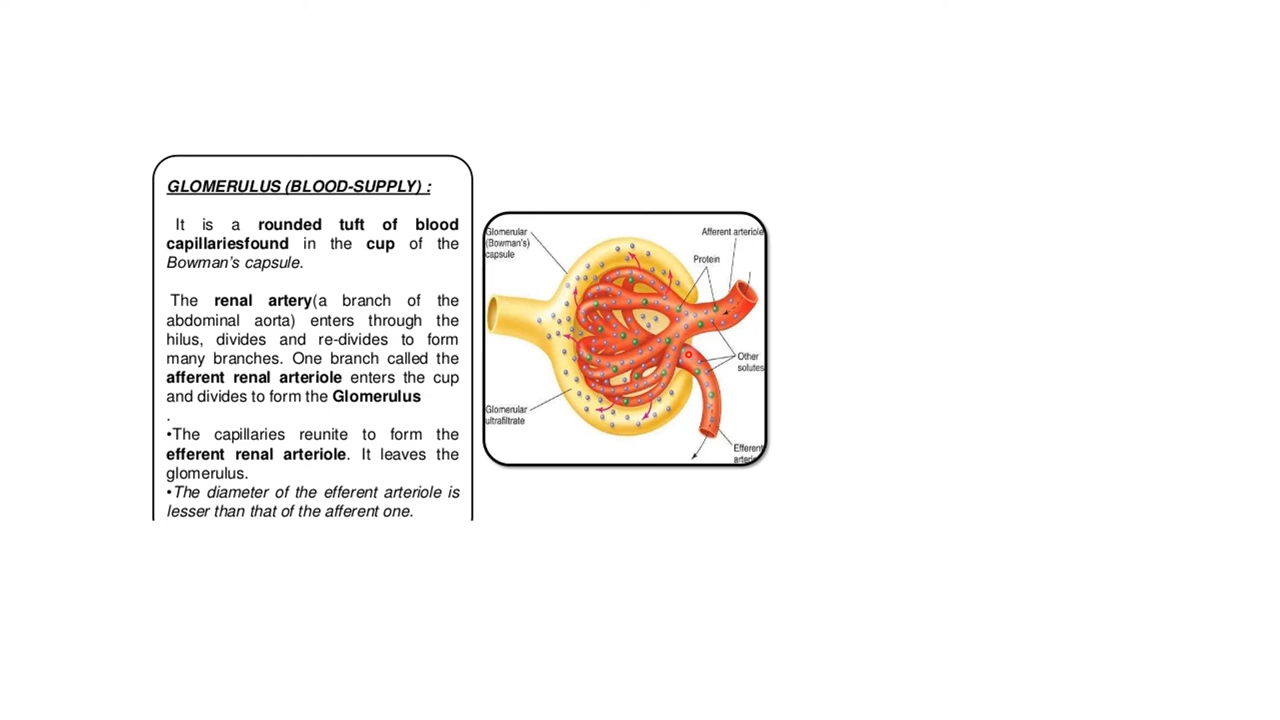 GLOMERULUS (BLOOD-SUPPLY) :
It is a rounded tuft of blood
capillariesfound in the cup of the
Bowman's capsule.
The renal artery(a branch of the
abdominal aorta) enters through the
hilus, divides and re-divides to form
many branches. One branch called the
afferent renal arteriole enters the cup
and divides to form the Glomerulus
.
•The capillaries reunite to form the
efferent renal arteriole. It leaves the
glomerulus.
•The diameter of the efferent arteriole is
lesser than that of the afferent one.
Glomerular
(Bowman's)
capsule
Afferent arteriole
Protein
Other
solutes
Glomerular
ultrafiltrate
Efferent